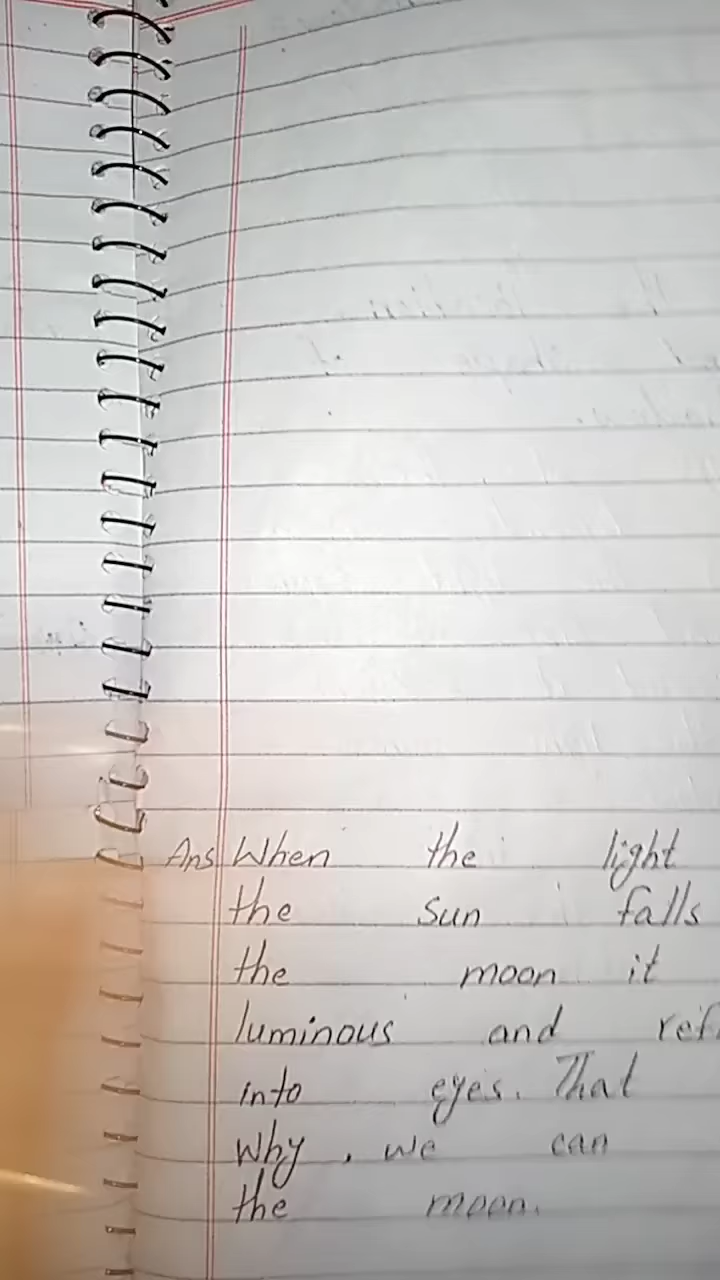 Ans When the light
the sun falls
the moon it
luminous and
into eyes. That
why, we can
the moon.